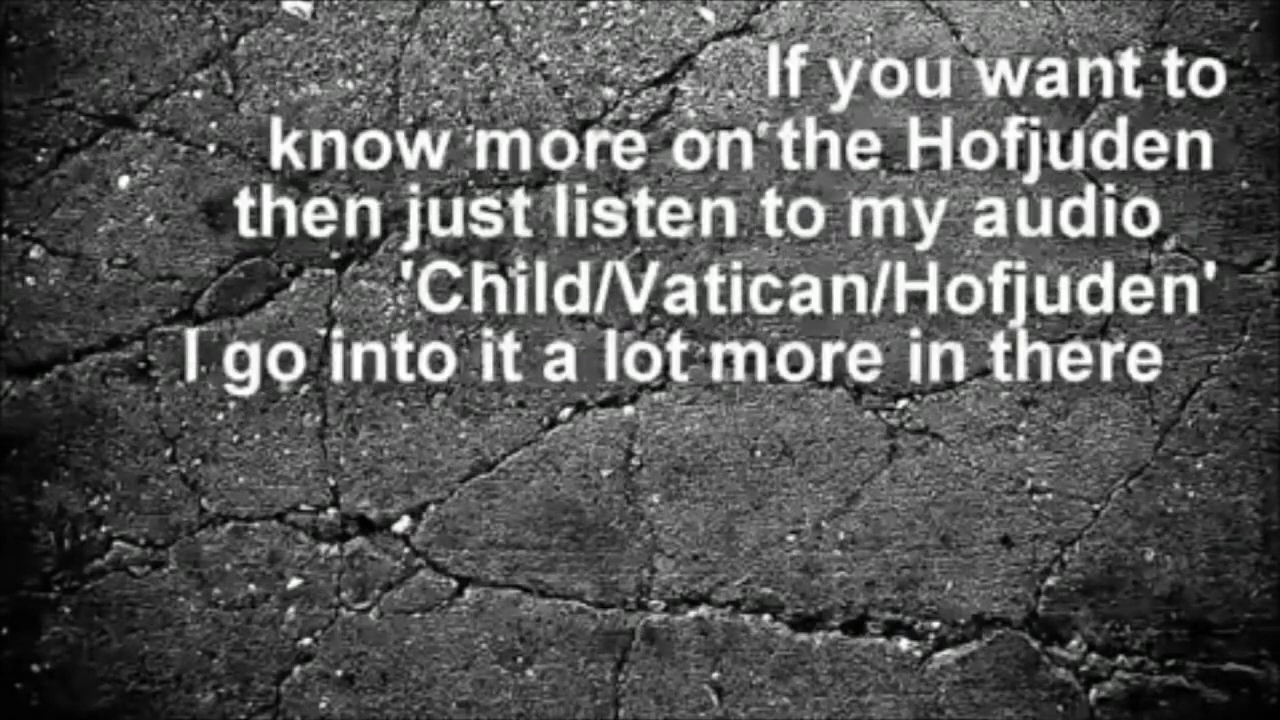 If you want to
know more on the Hofjuden
then just listen to my audio
'Child/Vatican/Hofjuden'
I go into it a lot more in there